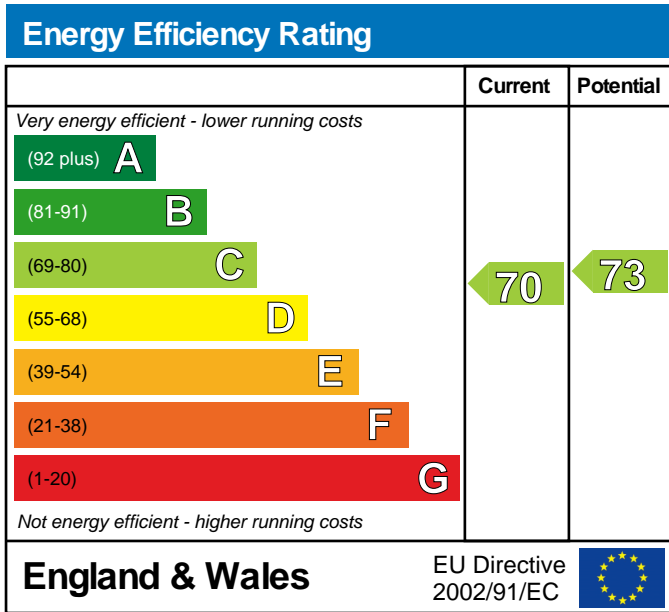 Energy Efficiency Rating
Current Potential
Very energy efficient - lower running costs
(92 plus) A
(81-91) B
(69-80) C
70 73
(55-68) D
(39-54) E
(21-38) F
(1-20) G
Not energy efficient - higher running costs
England & Wales
EU Directive
2002/91/EC